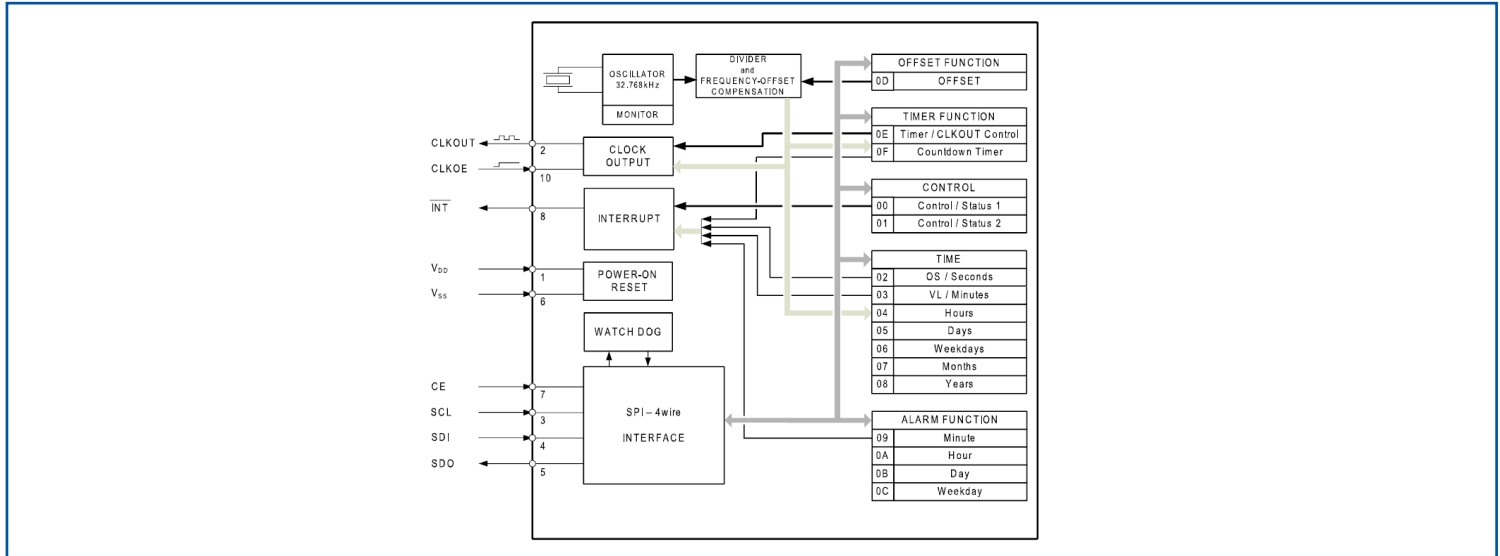 OSCILLATOR
32.768kHz
MONITOR
DIVIDER
and
FREQUENCY-OFFSET
COMPENSATION
OFFSET FUNCTION
0D OFFSET
TIMER FUNCTION
0E Timer / CLKOUT Control
0F Countdown Timer
CLKOUT
2
CLKOE
10
CLOCK
OUTPUT
CONTROL
00 Control / Status 1
01 Control / Status 2
INT
8
INTERRUPT
TIME
02 OS / Seconds
03 VL / Minutes
04 Hours
05 Days
06 Weekdays
07 Months
08 Years
VDD
1
VSS
6
POWER-ON
RESET
WATCH DOG
CE
7
SCL
3
SDI
4
SDO
5
SPI – 4wire
INTERFACE
ALARM FUNCTION
09 Minute
0A Hour
0B Day
0C Weekday